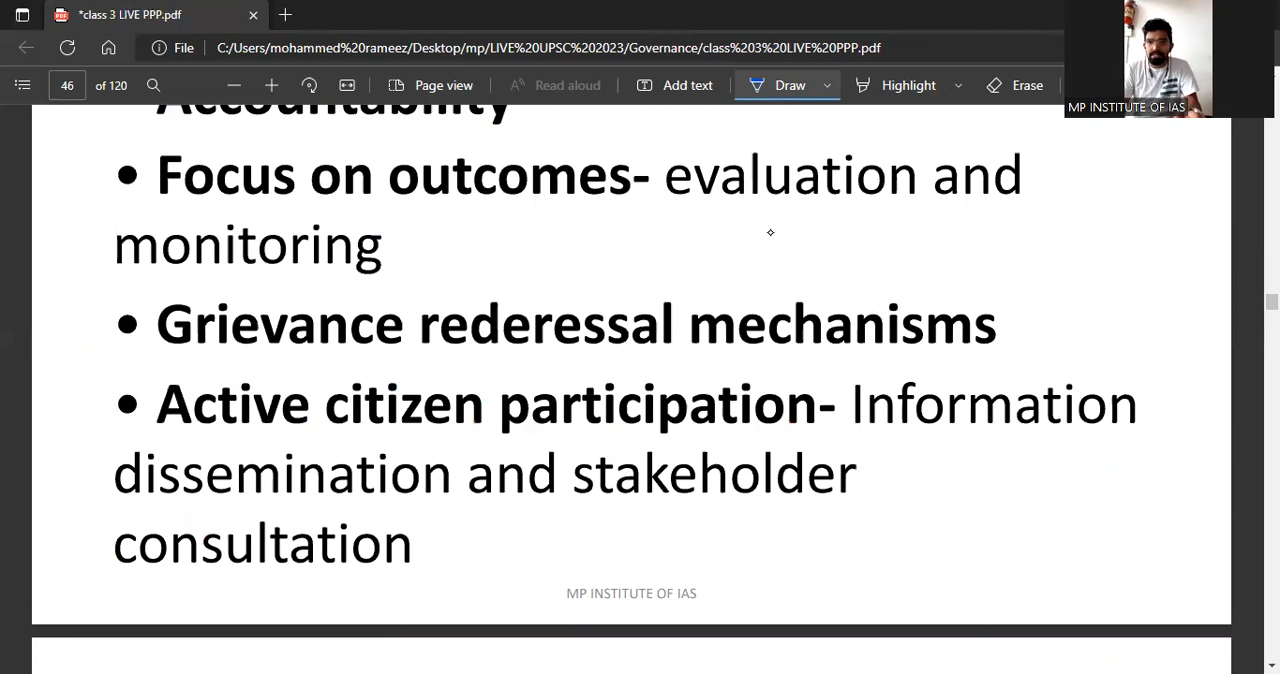 *class 3 LIVE PPP.pdf
File
C:/Users/mohammed%20rameez/Desktop/mp/LIVE%20UPSC%202023/Governance/class%203%20LIVE%20PPP.pdf
46 of 120
Page view
Read aloud
Add text
Draw
Highlight
Erase
MP INSTITUTE OF IAS
Accountability
• Focus on outcomes- evaluation and
monitoring
• Grievance rederessal mechanisms
• Active citizen participation- Information
dissemination and stakeholder
consultation
MP INSTITUTE OF IAS